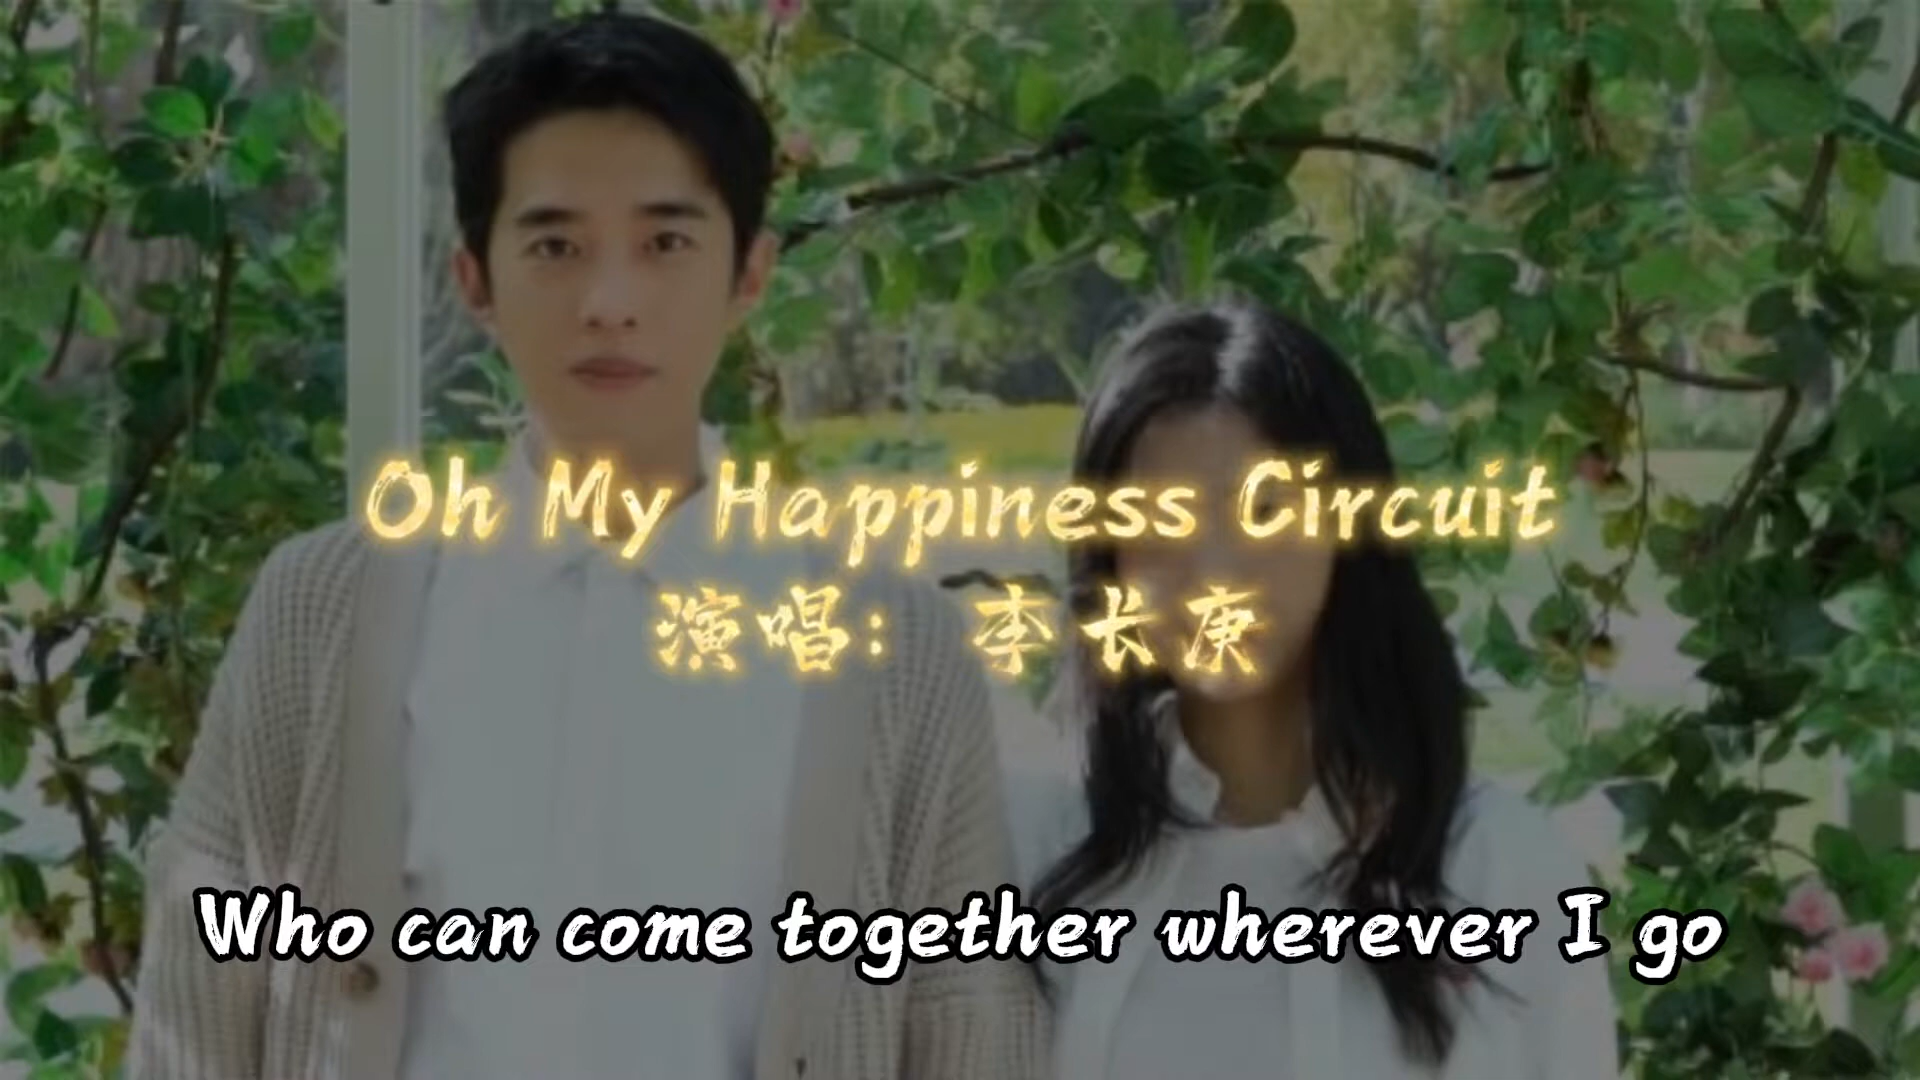 Oh My Happiness Circuit
演唱：李长庚
Who can come together wherever I go